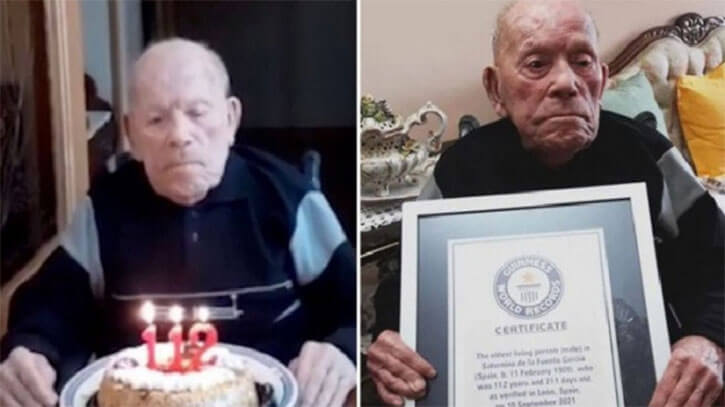 112
GUINNESS
WORLD
RECORDS
CERTIFICATE
The oldest living person (male) is
Saturnino de la Fuente García
(Spain, b. 11 February 1909), who
was 112 years and 211 days old,
as verified in León, Spain,
on 10 September 2021